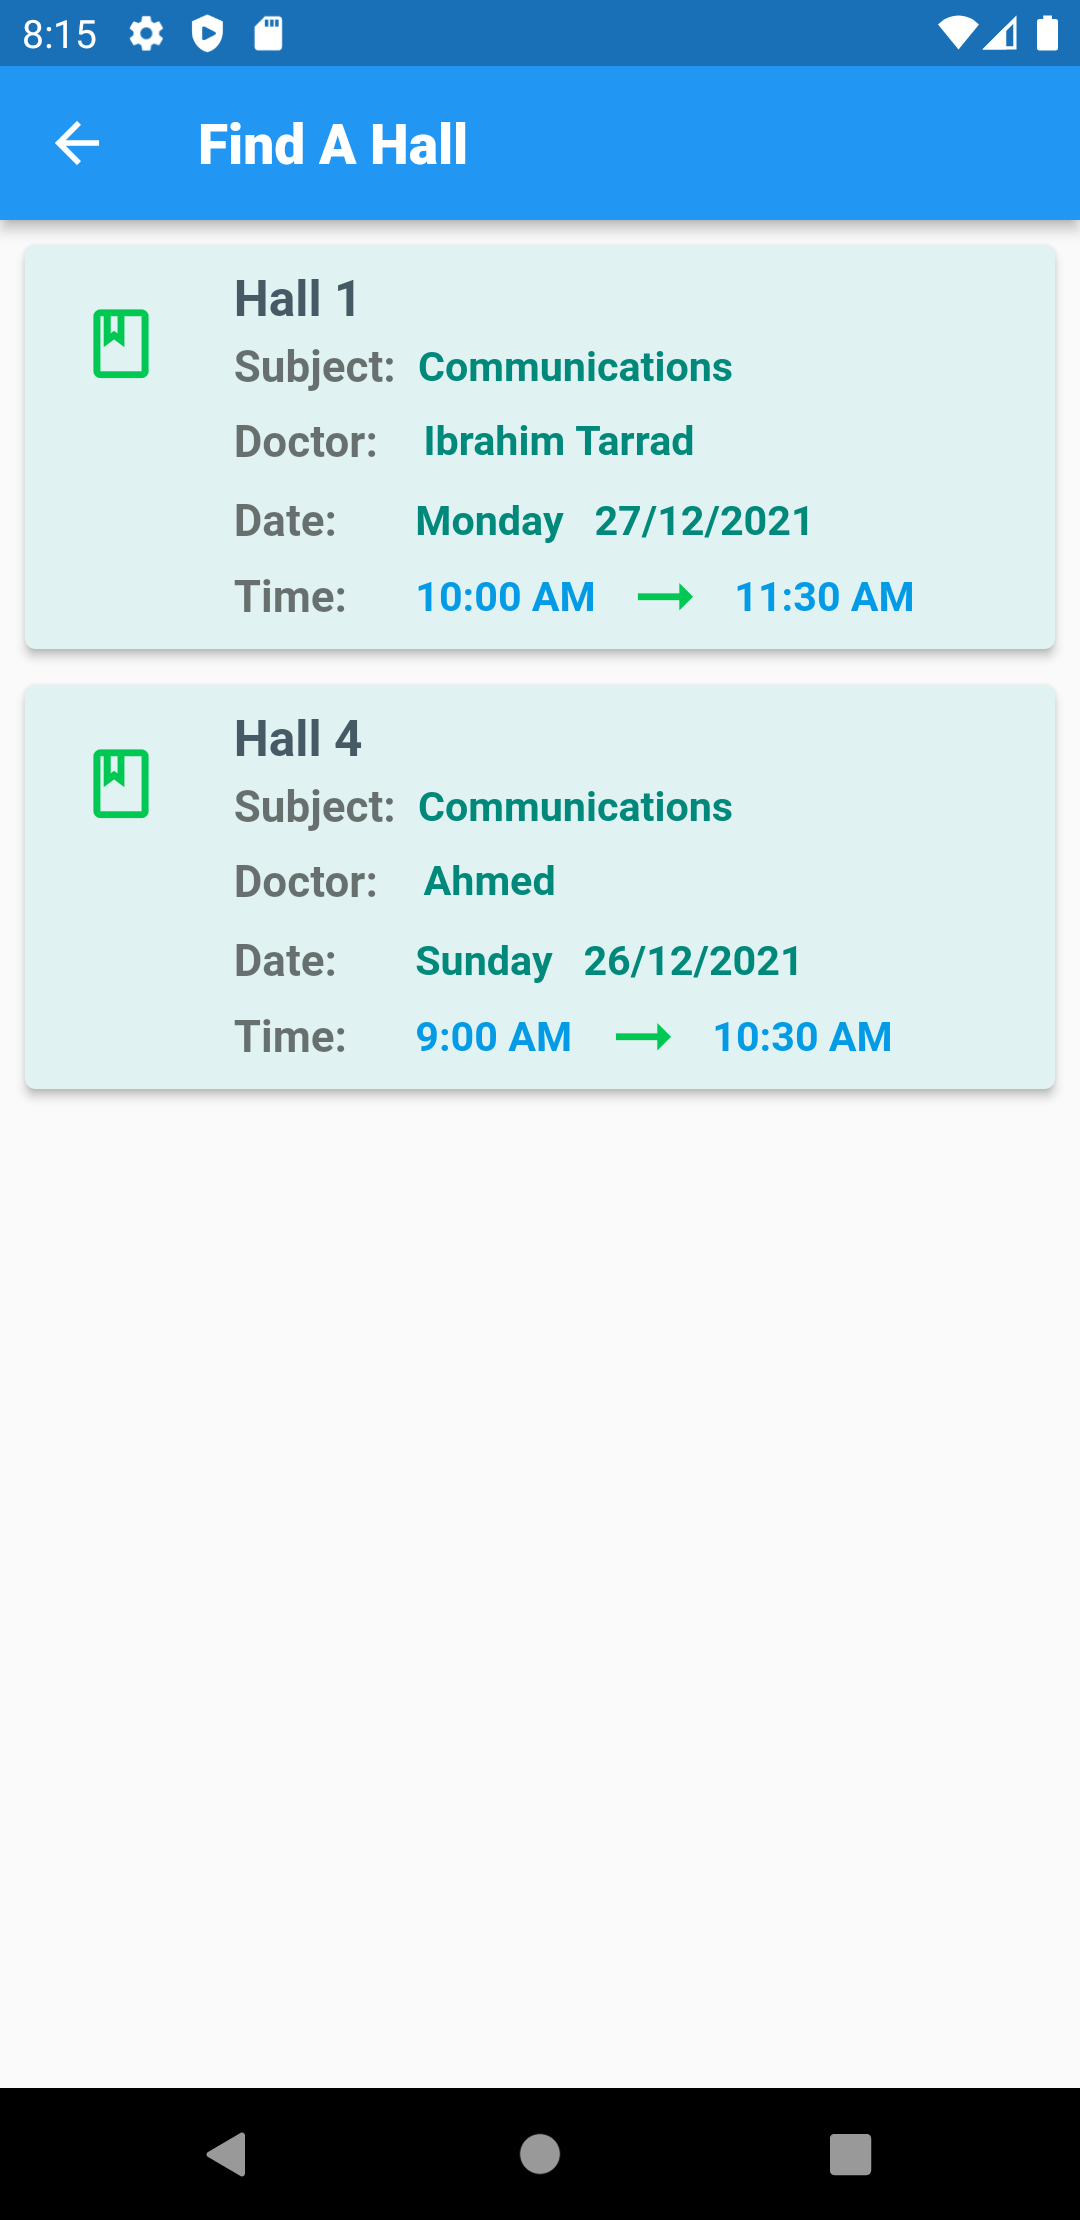 8:15
Find A Hall
Hall 1
Subject: Communications
Doctor: Ibrahim Tarrad
Date: Monday 27/12/2021
Time: 10:00 AM 11:30 AM
Hall 4
Subject: Communications
Doctor: Ahmed
Date: Sunday 26/12/2021
Time: 9:00 AM 10:30 AM